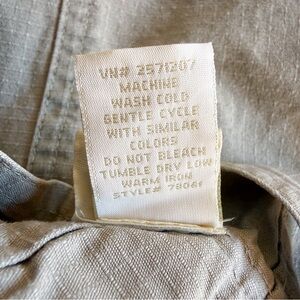 VN# 2571207
MACHINE
WASH COLD
GENTLE CYCLE
WITH SIMILAR
COLORS
DO NOT BLEACH
TUMBLE DRY LOW
WARM IRON
STYLE# 78061